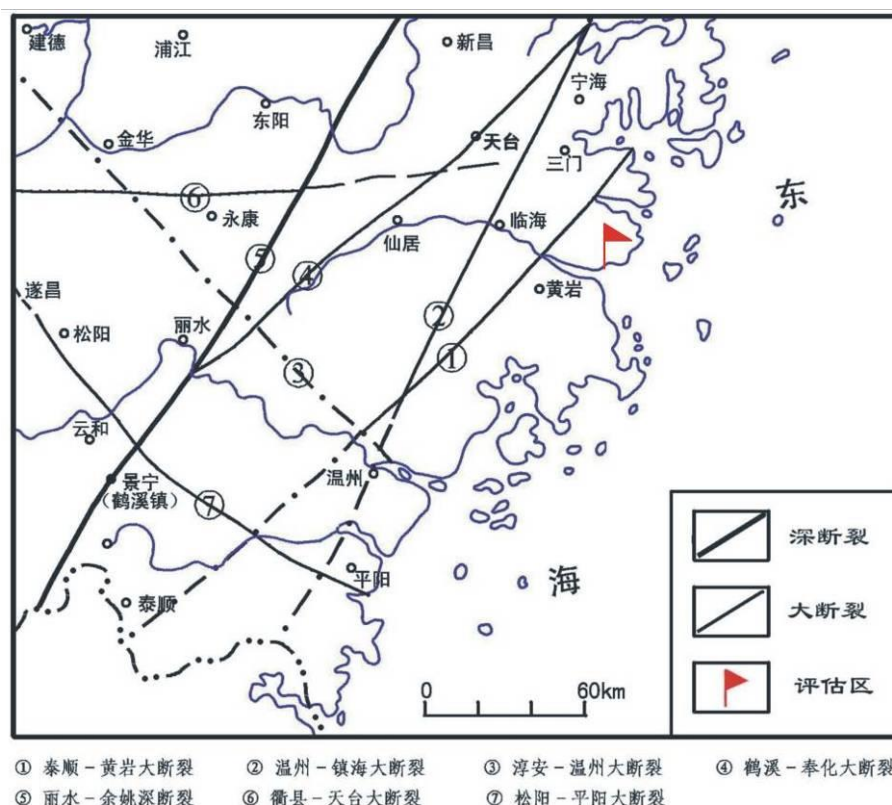 建德
浦江
新昌
宁海
东阳
金华
天台
三门
东
⑥
永康
仙居
临海
⑤
④
黄岩
遂昌
②
松阳
丽水
①
③
云和
温州
景宁
(鹤溪镇)
⑦
深断裂
平阳
海
泰顺
大断裂
0
60km
评估区
① 泰顺-黄岩大断裂 ② 温州-镇海大断裂 ③ 淳安-温州大断裂 ④ 鹤溪-奉化大断裂
⑤ 丽水-余姚深断裂 ⑥ 衢县-天台大断裂 ⑦ 松阳-平阳大断裂